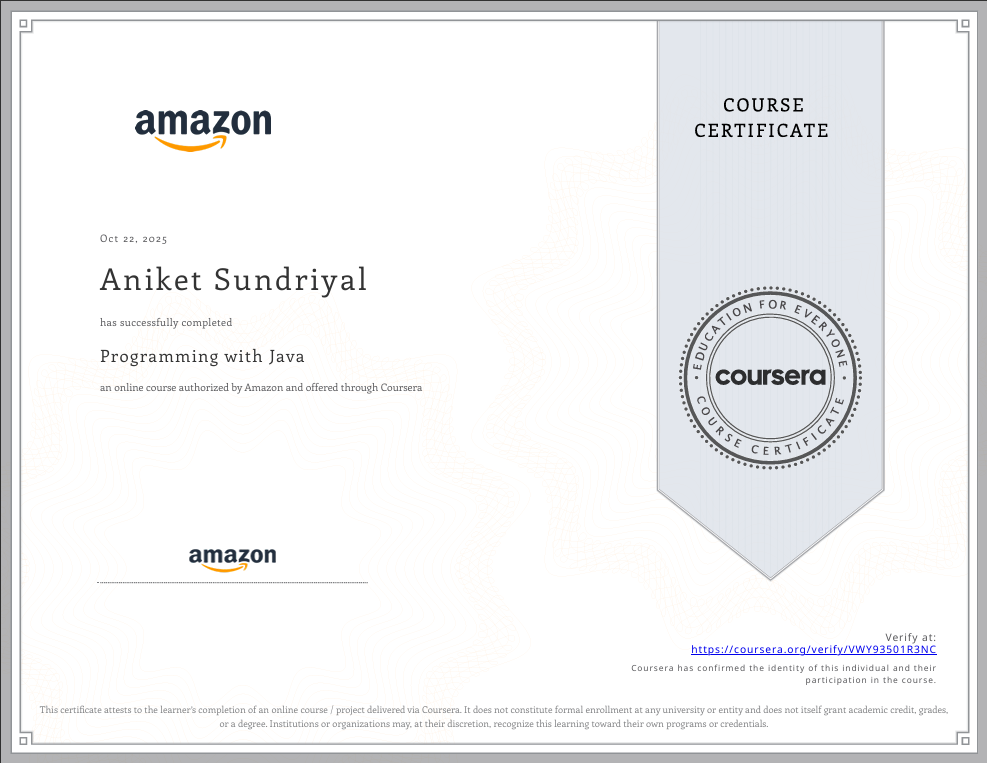 amazon
COURSE
CERTIFICATE
Oct 22, 2025
Aniket Sundriyal
has successfully completed
Programming with Java
an online course authorized by Amazon and offered through Coursera
EDUCATION FOR EVERYONE
coursera
COURSE CERTIFICATE
amazon
Verify at:
https://coursera.org/verify/VWY93501R3NC
Coursera has confirmed the identity of this individual and their
participation in the course.
This certificate attests to the learner's completion of an online course / project delivered via Coursera. It does not constitute formal enrollment at any university or entity and does not itself grant academic credit, grades,
or a degree. Institutions or organizations may, at their discretion, recognize this learning toward their own programs or credentials.